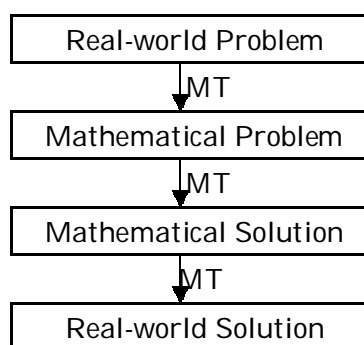 Real-world Problem
MT
Mathematical Problem
MT
Mathematical Solution
MT
Real-world Solution